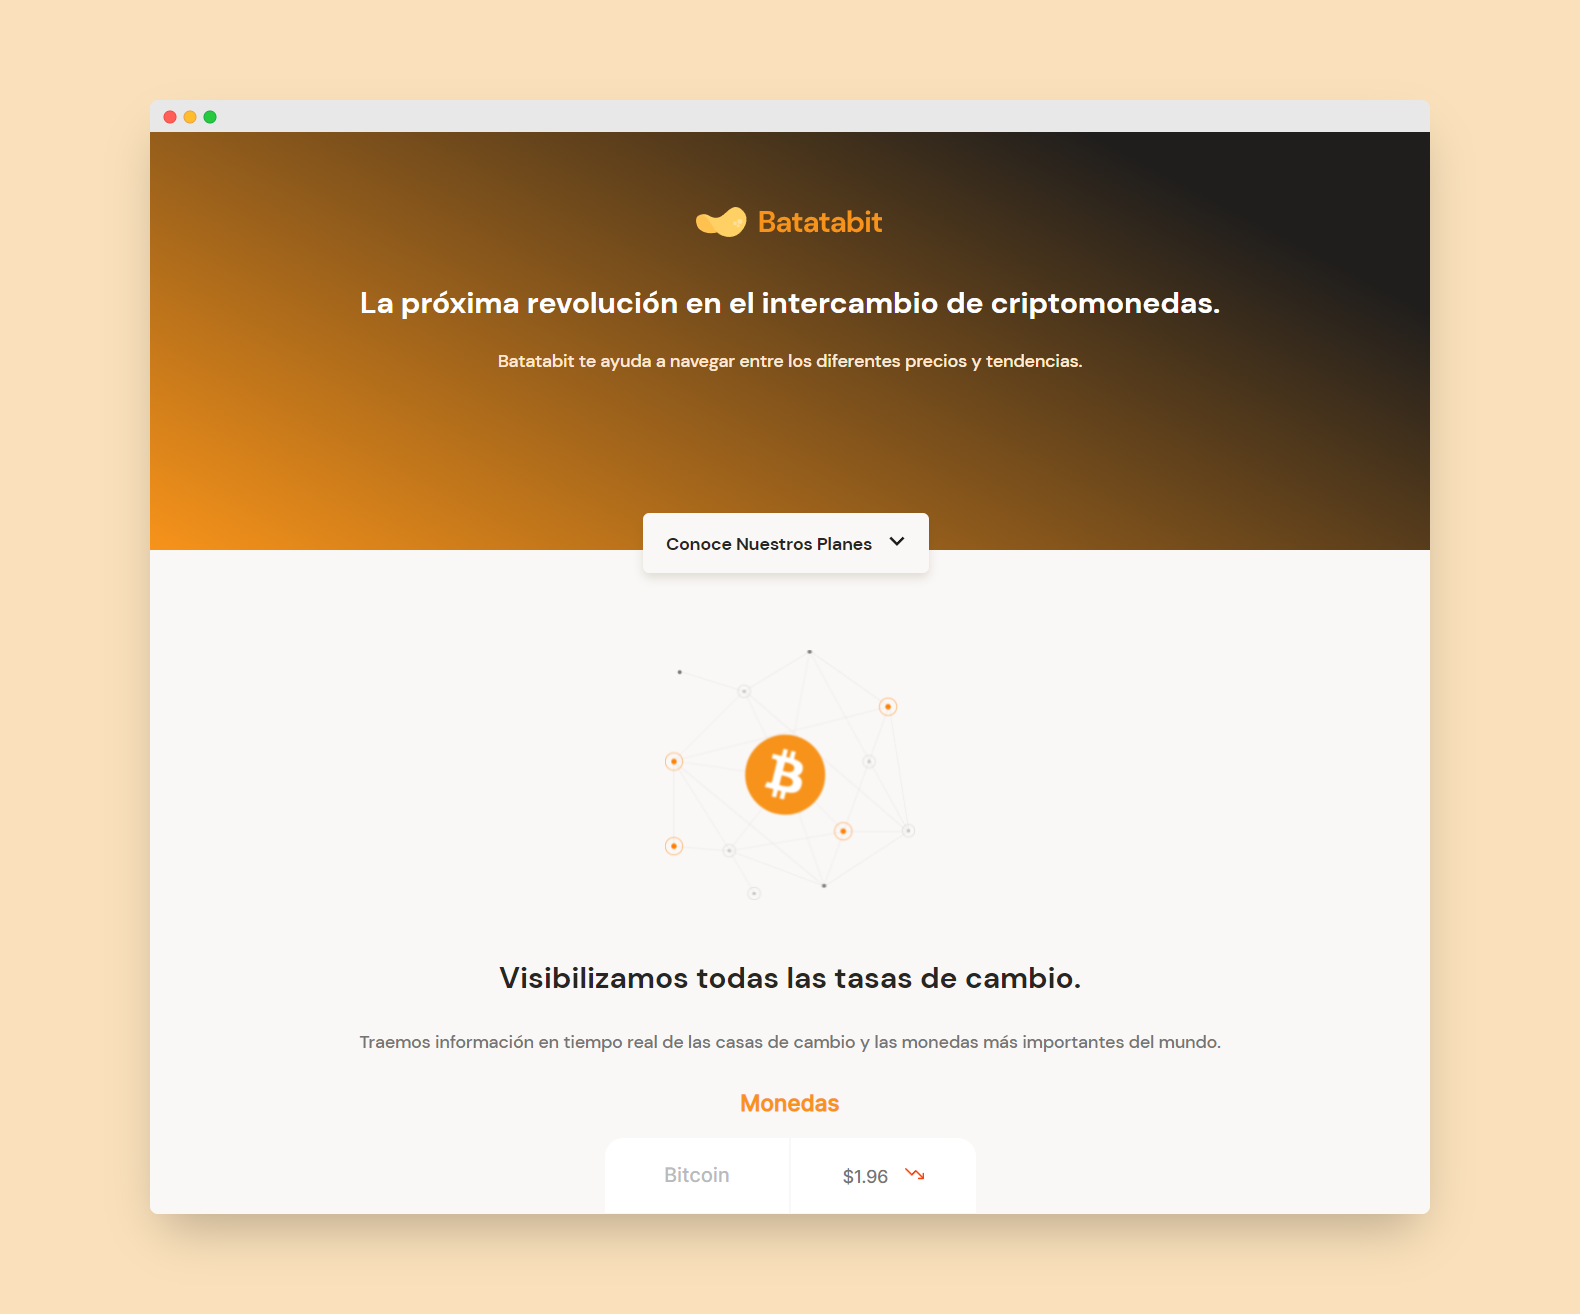 Batatabit
La próxima revolución en el intercambio de criptomonedas.
Batatabit te ayuda a navegar entre los diferentes precios y tendencias.
Conoce Nuestros Planes
Visibilizamos todas las tasas de cambio.
Traemos información en tiempo real de las casas de cambio y las monedas más importantes del mundo.
Monedas
Bitcoin $1.96